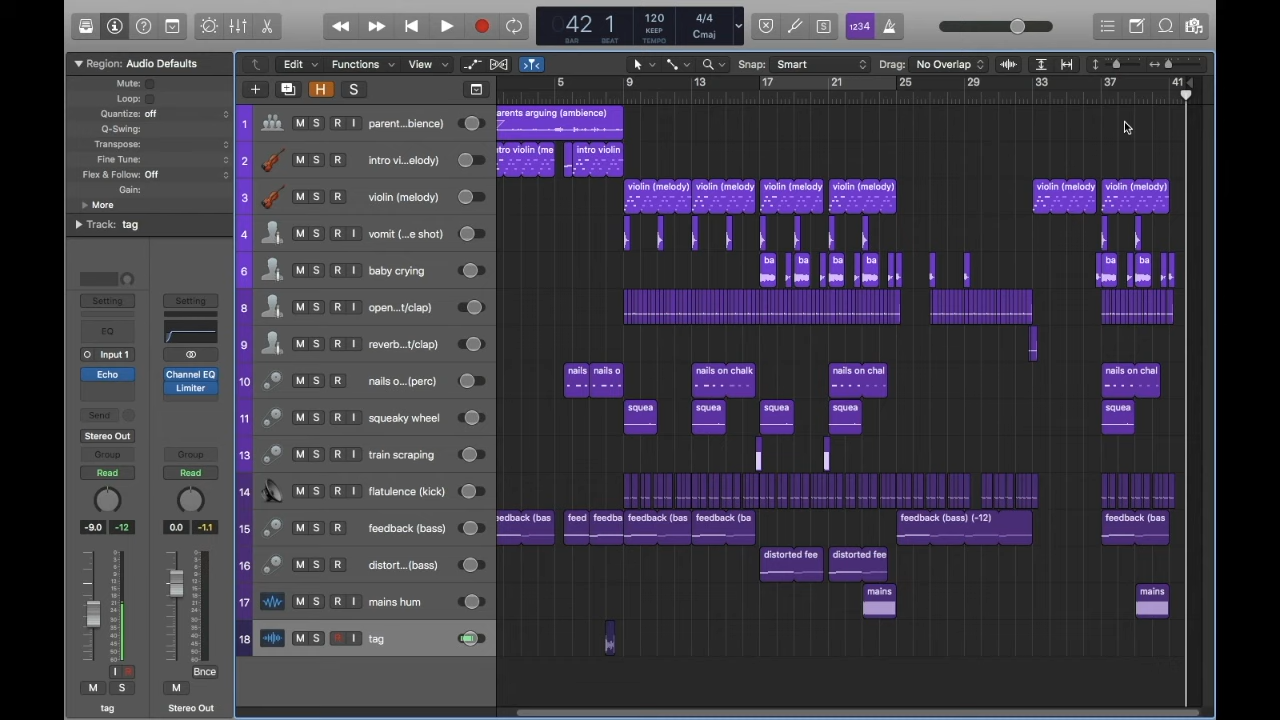 42 1
BAR BEAT
120
KEEP
TEMPO
4/4
Cmaj
S
1234
Region: Audio Defaults
Mute:
Loop:
Quantize: off
Q-Swing:
Transpose:
Fine Tune:
Flex & Follow: Off
Gain:
More
Track: tag
Edit
Functions
View
Snap: Smart
Drag: No Overlap
H
S
5 9 13 17 21 25 29 33 37 41
1 M S R I parent...bience)
arents arguing (ambience)
2 M S R intro vi...elody)
ntro violin (me intro violin
3 M S R violin (melody)
violin (melody) violin (melody violin (melody) violin (melody) violin (melody) violin (melody)
4 M S R I vomit (...e shot)
6 M S R I baby crying
ba ba ba ba ba ba
8 M S R I open...t/clap)
9 M S R I reverb...t/clap)
10 M S R I nails o...(perc)
nails nails o nails on chalk nails on chal nails on chal
11 M S R I squeaky wheel
squea squea squea squea squea
13 M S R I train scraping
14 M S R I flatulence (kick)
15 M S R feedback (bass)
eedback (bas feed feedba feedback (bas feedback (ba feedback (bass) (-12) feedback (bas
16 M S R distort...(bass)
distorted fee distorted fee
17 M S R I mains hum
mains mains
18 M S R I tag
Setting Setting
EQ
Input 1
Echo Channel EQ
Limiter
Send
Stereo Out
Group Group
Read Read
-9.0 -12 0.0 -1.1
I R Bnce
M S M
tag Stereo Out